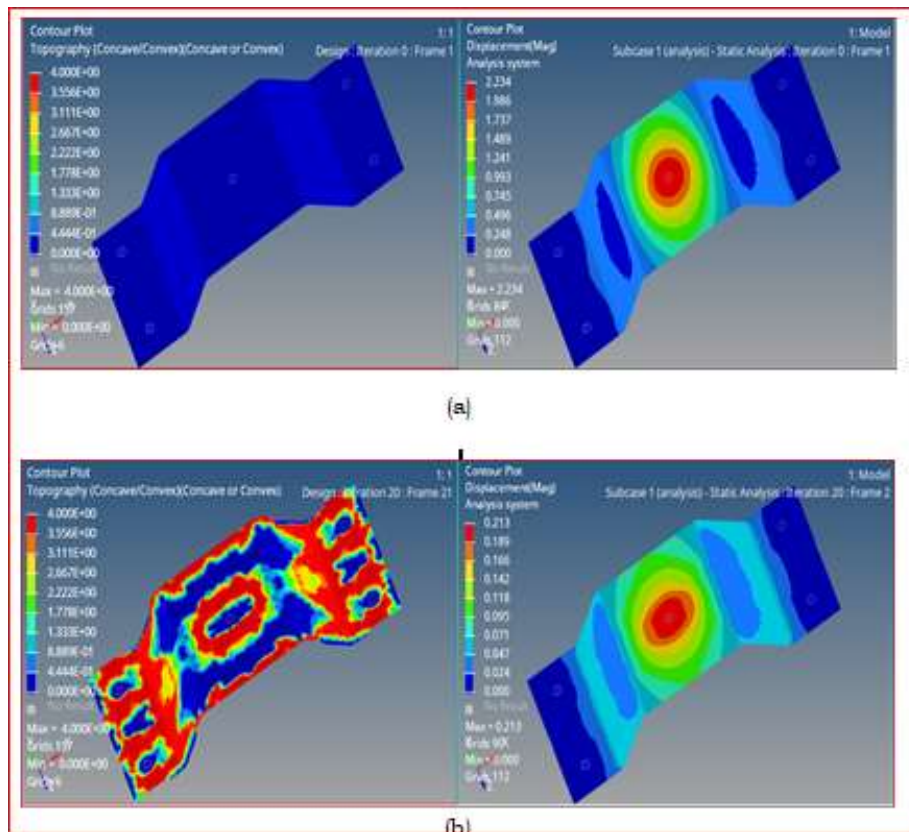 Contour Plot
Topography (Concave/Convex)(Concave or Convex)
1: 1
Design : Iteration 0 : Frame 1
4.000E+00
3.556E+00
3.111E+00
2.667E+00
2.222E+00
1.778E+00
1.333E+00
8.889E-01
4.444E-01
0.000E+00
No Result
Max = 4.000E+00
Grids
Min = 0.000E+00
Contour Plot
Displacement(Mag)
Analysis system
1: Model
Subcase 1 (analysis) - Static Analysis : Iteration 0 : Frame 1
2.234
1.986
1.737
1.489
1.241
0.993
0.745
0.496
0.248
0.000
No Result
Max = 2.234
Grids
Min = 0.000
Grids 112
(a)
Contour Plot
Topography (Concave/Convex)(Concave or Convex)
1: 1
Design : Iteration 20 : Frame 21
4.000E+00
3.556E+00
3.111E+00
2.667E+00
2.222E+00
1.778E+00
1.333E+00
8.889E-01
4.444E-01
0.000E+00
No Result
Max = 4.000E+00
Grids
Min = 0.000E+00
Contour Plot
Displacement(Mag)
Analysis system
1: Model
Subcase 1 (analysis) - Static Analysis : Iteration 20 : Frame 2
0.213
0.189
0.166
0.142
0.118
0.095
0.071
0.047
0.024
0.000
No Result
Max = 0.213
Grids
Min = 0.000
Grids 112
(b)